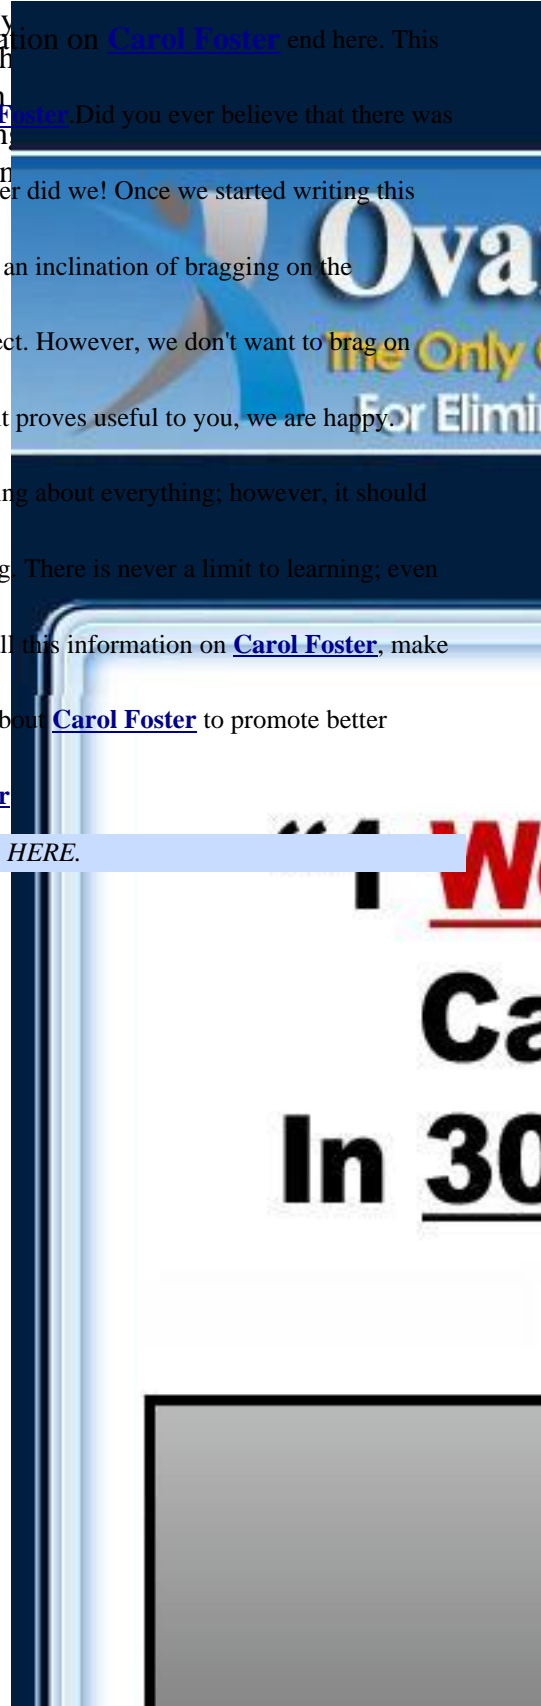 ation on Carol Foster end here. This
Foster.Did you ever believe that there was
er did we! Once we started writing this
an inclination of bragging on the
ect. However, we don't want to brag on
t proves useful to you, we are happy.
ng about everything; however, it should
g. There is never a limit to learning; even
ll this information on Carol Foster, make
bout Carol Foster to promote better
r
HERE.
Ova
The Only
For Elimi
“1 We
Ca
In 30